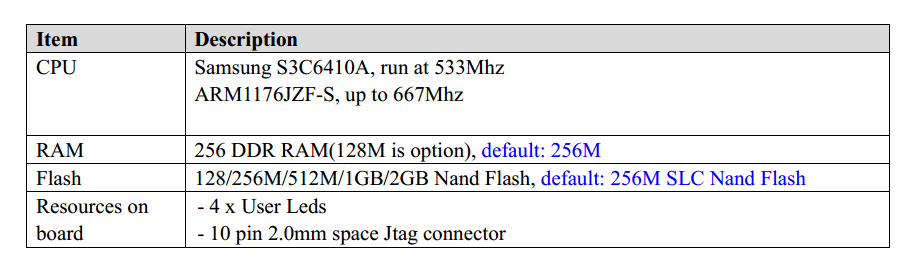 Item Description
CPU Samsung S3C6410A, run at 533Mhz
ARM1176JZF-S, up to 667Mhz
RAM 256 DDR RAM(128M is option), default: 256M
Flash 128/256M/512M/1GB/2GB Nand Flash, default: 256M SLC Nand Flash
Resources on - 4 x User Leds
board - 10 pin 2.0mm space Jtag connector